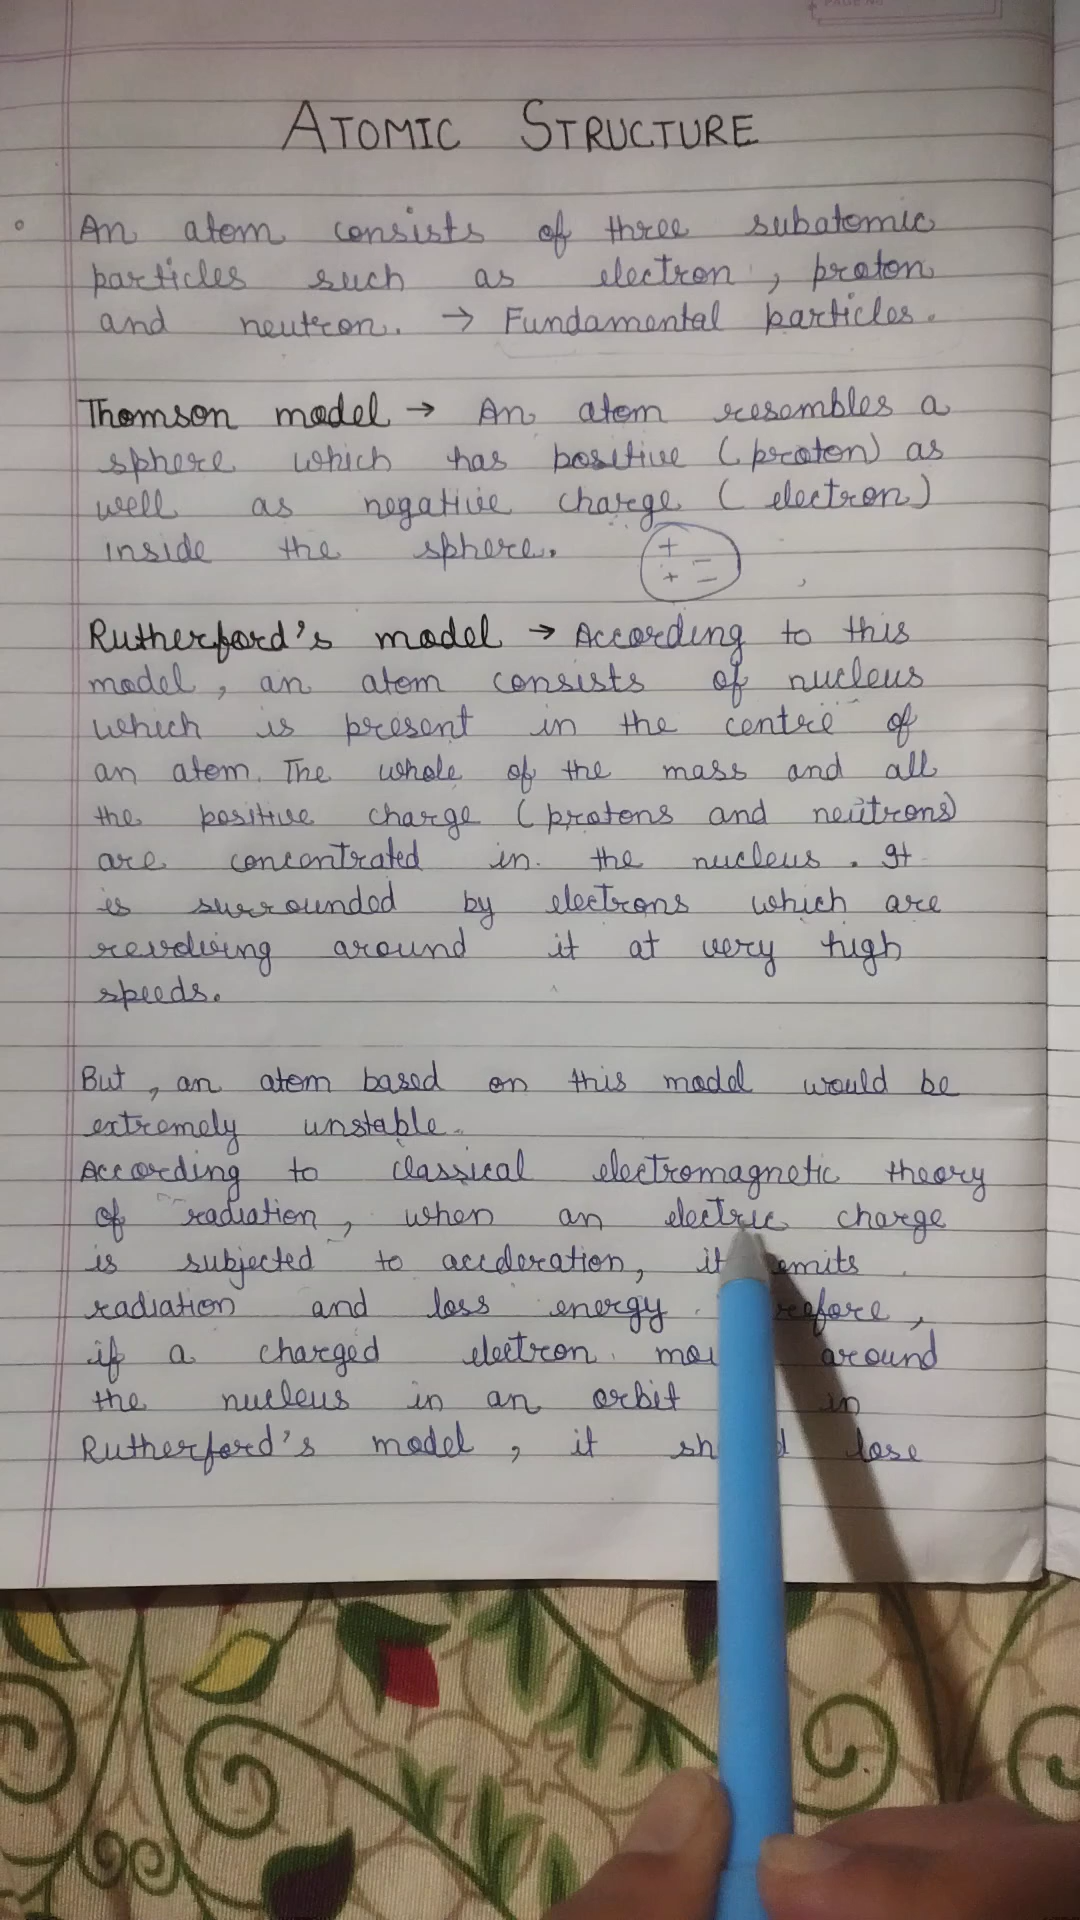 ATOMIC STRUCTURE
An atom consists of three subatomic
particles such as electron, proton
and neutron. → Fundamental particles.
Thomson model → An atom resembles a
sphere which has positive (proton) as
well as negative charge (electron)
inside the sphere.
+ -
+ -
Rutherford's model → According to this
model, an atom consists of nucleus
which is present in the centre of
an atom. The whole of the mass and all
the positive charge (protons and neutrons)
are concentrated in the nucleus. It
is surrounded by electrons which are
revolving around it at very high
speeds.
But, an atom based on this model would be
extremely unstable.
According to classical electromagnetic theory
of radiation, when an electric charge
is subjected to acceleration, it emits
radiation and loss energy.
if a charged electron around
the nucleus in an orbit in
Rutherford's model, it lose